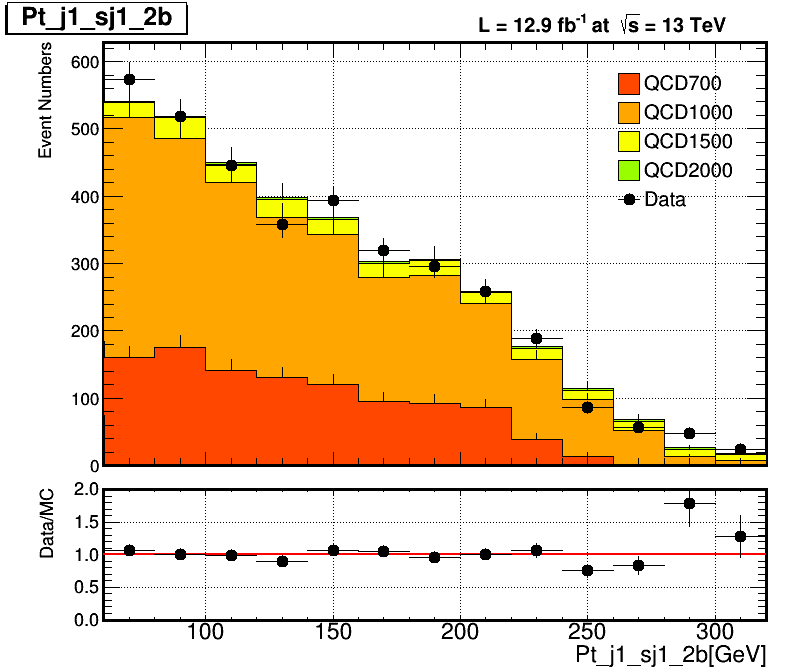 Pt_j1_sj1_2b
L = 12.9 fb⁻¹ at √s = 13 TeV
Event Numbers
600
500
400
300
200
100
0
QCD700
QCD1000
QCD1500
QCD2000
Data
Data/MC
2.0
1.5
1.0
0.5
0.0
100
150
200
250
300
Pt_j1_sj1_2b[GeV]